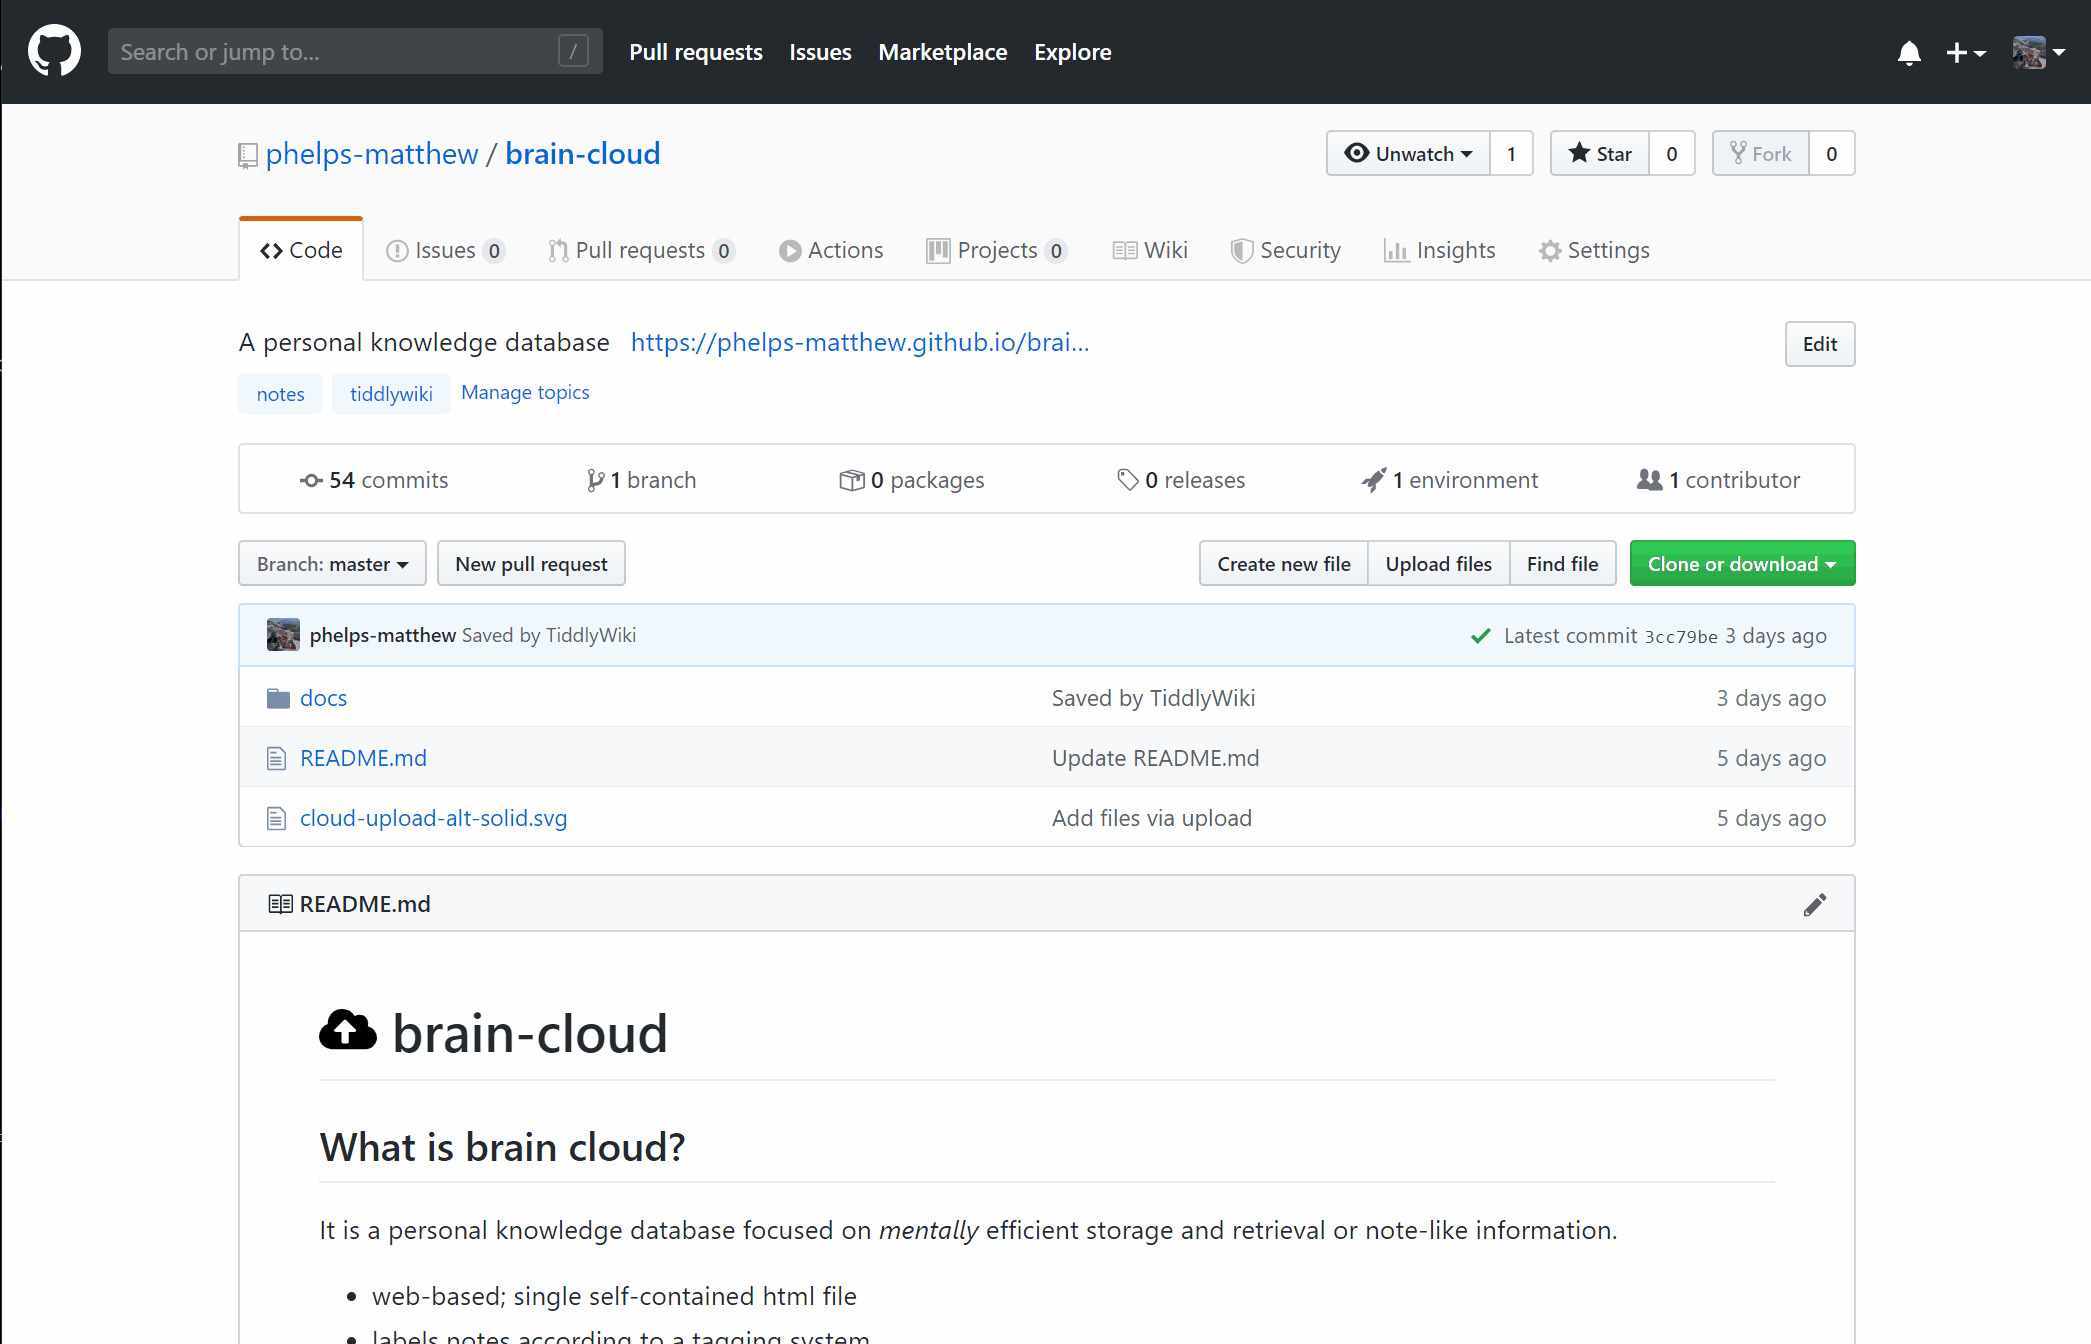 Search or jump to... / Pull requests Issues Marketplace Explore
phelps-matthew / brain-cloud Unwatch 1 Star 0 Fork 0
Code Issues 0 Pull requests 0 Actions Projects 0 Wiki Security Insights Settings
A personal knowledge database https://phelps-matthew.github.io/brai... Edit
notes tiddlywiki Manage topics
54 commits 1 branch 0 packages 0 releases 1 environment 1 contributor
Branch: master New pull request Create new file Upload files Find file Clone or download
phelps-matthew Saved by TiddlyWiki Latest commit 3cc79be 3 days ago
docs Saved by TiddlyWiki 3 days ago
README.md Update README.md 5 days ago
cloud-upload-alt-solid.svg Add files via upload 5 days ago
README.md
brain-cloud
What is brain cloud?
It is a personal knowledge database focused on mentally efficient storage and retrieval or note-like information.
• web-based; single self-contained html file
• labels notes according to a tagging system